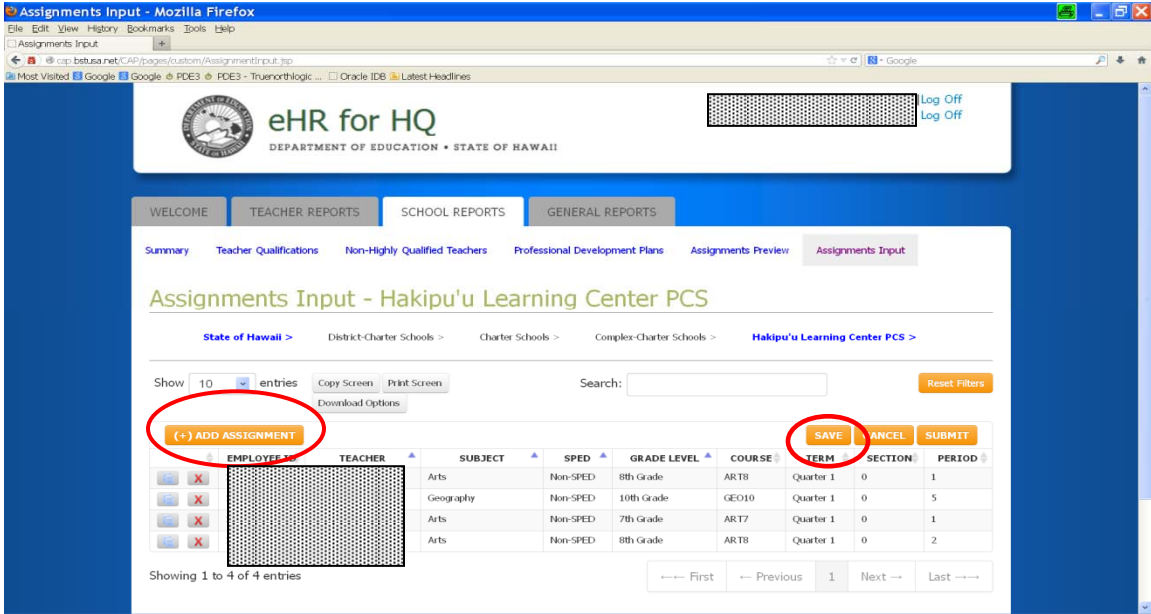 Assignments Input - Mozilla Firefox
File Edit View History Bookmarks Tools Help
Assignments Input +
cap.bstusa.net/CAP/pages/custom/AssignmentInput.jsp Google
Most Visited Google Google PDE3 PDE3 - Truenorthlogic ... Oracle IDB Latest Headlines
eHR for HQ
DEPARTMENT OF EDUCATION • STATE OF HAWAII
|Log Off
Log Off
WELCOME TEACHER REPORTS SCHOOL REPORTS GENERAL REPORTS
Summary Teacher Qualifications Non-Highly Qualified Teachers Professional Development Plans Assignments Preview Assignments Input
Assignments Input - Hakipu'u Learning Center PCS
State of Hawaii > District-Charter Schools > Charter Schools > Complex-Charter Schools > Hakipu'u Learning Center PCS >
Show 10 entries Copy Screen Print Screen Search: Reset Filters
Download Options
(+) ADD ASSIGNMENT SAVE CANCEL SUBMIT
EMPLOYEE ID TEACHER SUBJECT SPED GRADE LEVEL COURSE TERM SECTION PERIOD
X Arts Non-SPED 8th Grade ART8 Quarter 1 0 1
X Geography Non-SPED 10th Grade GEO10 Quarter 1 0 5
X Arts Non-SPED 7th Grade ART7 Quarter 1 0 1
X Arts Non-SPED 8th Grade ART8 Quarter 1 0 2
Showing 1 to 4 of 4 entries ←← First ← Previous 1 Next → Last →→